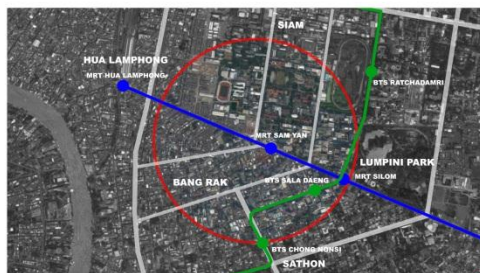 SIAM
HUA LAMPHONG
MRT HUA LAMPHONG
BTS RATCHADAMRI
MRT SAM YAN
LUMPINI PARK
MRT SILOM
BTS SALA DAENG
BANG RAK
BTS CHONG NONSI
SATHON